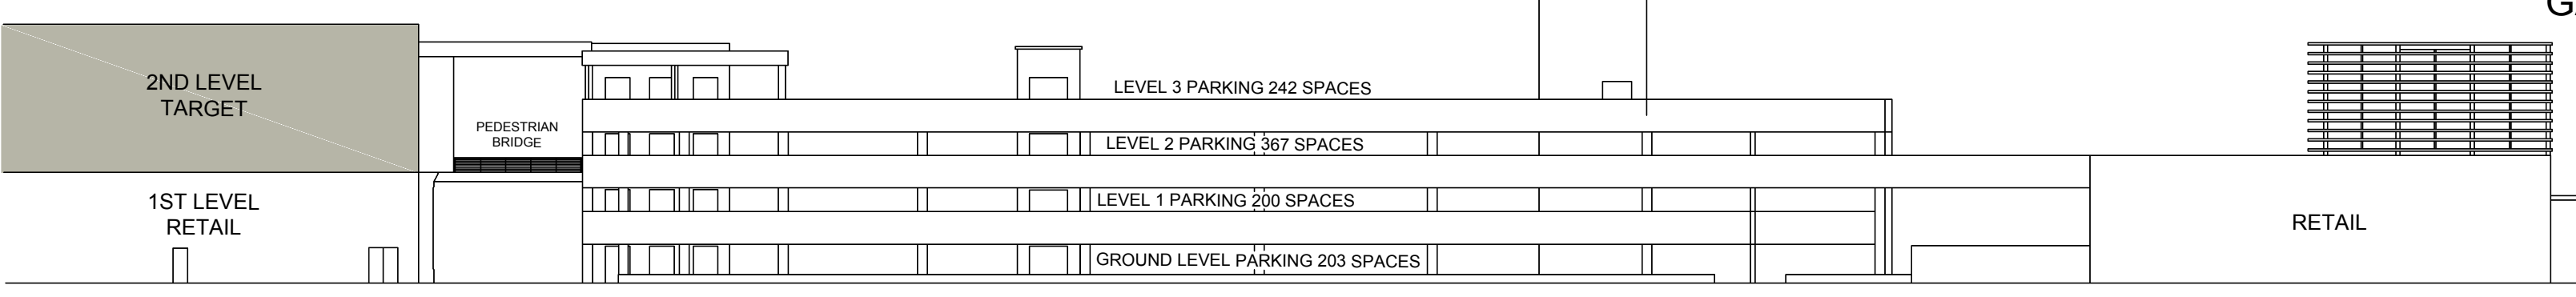 G
2ND LEVEL
TARGET
PEDESTRIAN
BRIDGE
1ST LEVEL
RETAIL
LEVEL 3 PARKING 242 SPACES
LEVEL 2 PARKING 367 SPACES
LEVEL 1 PARKING 200 SPACES
GROUND LEVEL PARKING 203 SPACES
RETAIL